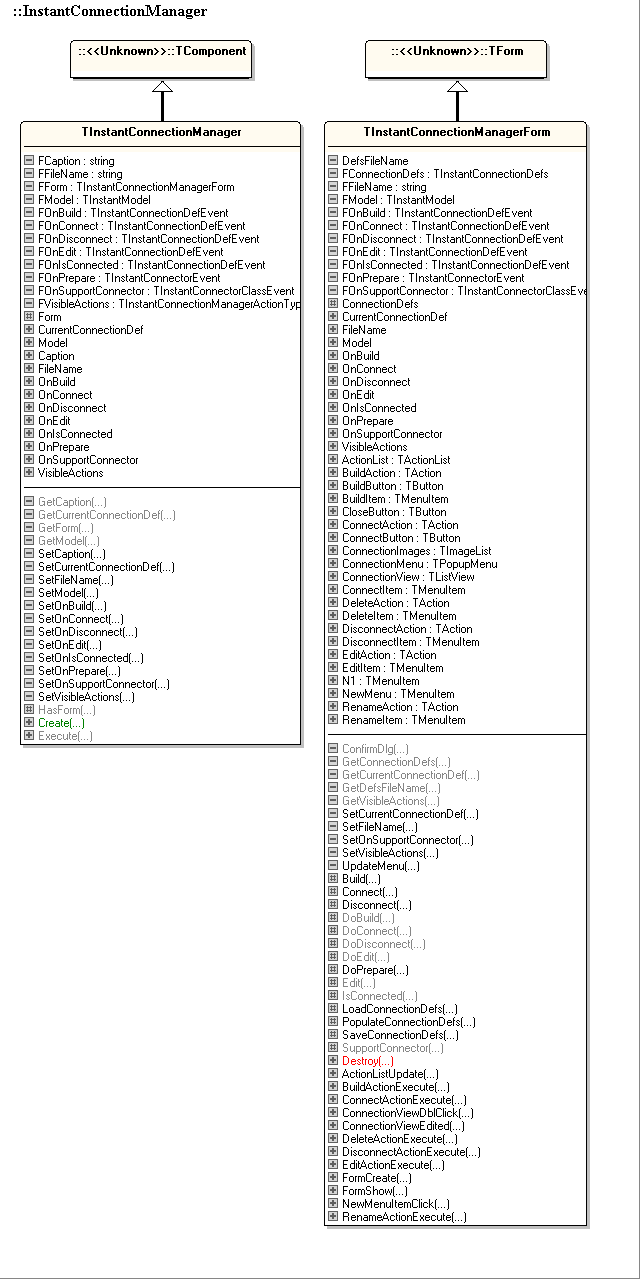 ::InstantConnectionManager
::<<Unknown>>::TComponent
TInstantConnectionManager
FCaption : string
FFileName : string
FForm : TInstantConnectionManagerForm
FModel : TInstantModel
FOnBuild : TInstantConnectionDefEvent
FOnConnect : TInstantConnectionDefEvent
FOnDisconnect : TInstantConnectionDefEvent
FOnEdit : TInstantConnectionDefEvent
FOnIsConnected : TInstantConnectionDefEvent
FOnPrepare : TInstantConnectorEvent
FOnSupportConnector : TInstantConnectorClassEvent
FVisibleActions : TInstantConnectionManagerActionTyp
Form
CurrentConnectionDef
Model
Caption
FileName
OnBuild
OnConnect
OnDisconnect
OnEdit
OnIsConnected
OnPrepare
OnSupportConnector
VisibleActions
GetCaption(...)
GetCurrentConnectionDef(...)
GetForm(...)
GetModel(...)
SetCaption(...)
SetCurrentConnectionDef(...)
SetFileName(...)
SetModel(...)
SetOnBuild(...)
SetOnConnect(...)
SetOnDisconnect(...)
SetOnEdit(...)
SetOnIsConnected(...)
SetOnPrepare(...)
SetOnSupportConnector(...)
SetVisibleActions(...)
HasForm(...)
Create(...)
Execute(...)
::<<Unknown>>::TForm
TInstantConnectionManagerForm
DefsFileName
FConnectionDefs : TInstantConnectionDefs
FFileName : string
FModel : TInstantModel
FOnBuild : TInstantConnectionDefEvent
FOnConnect : TInstantConnectionDefEvent
FOnDisconnect : TInstantConnectionDefEvent
FOnEdit : TInstantConnectionDefEvent
FOnIsConnected : TInstantConnectionDefEvent
FOnPrepare : TInstantConnectorEvent
FOnSupportConnector : TInstantConnectorClassEve
ConnectionDefs
CurrentConnectionDef
FileName
Model
OnBuild
OnConnect
OnDisconnect
OnEdit
OnIsConnected
OnPrepare
OnSupportConnector
VisibleActions
ActionList : TActionList
BuildAction : TAction
BuildButton : TButton
BuildItem : TMenuItem
CloseButton : TButton
ConnectAction : TAction
ConnectButton : TButton
ConnectionImages : TImageList
ConnectionMenu : TPopupMenu
ConnectionView : TListView
ConnectItem : TMenuItem
DeleteAction : TAction
DeleteItem : TMenuItem
DisconnectAction : TAction
DisconnectItem : TMenuItem
EditAction : TAction
EditItem : TMenuItem
N1 : TMenuItem
NewMenu : TMenuItem
RenameAction : TAction
RenameItem : TMenuItem
ConfirmDlg(...)
GetConnectionDefs(...)
GetCurrentConnectionDef(...)
GetDefsFileName(...)
GetVisibleActions(...)
SetCurrentConnectionDef(...)
SetFileName(...)
SetOnSupportConnector(...)
SetVisibleActions(...)
UpdateMenu(...)
Build(...)
Connect(...)
Disconnect(...)
DoBuild(...)
DoConnect(...)
DoDisconnect(...)
DoEdit(...)
DoPrepare(...)
Edit(...)
IsConnected(...)
LoadConnectionDefs(...)
PopulateConnectionDefs(...)
SaveConnectionDefs(...)
SupportConnector(...)
Destroy(...)
ActionListUpdate(...)
BuildActionExecute(...)
ConnectActionExecute(...)
ConnectionViewDblClick(...)
ConnectionViewEdited(...)
DeleteActionExecute(...)
DisconnectActionExecute(...)
EditActionExecute(...)
FormCreate(...)
FormShow(...)
NewMenuItemClick(...)
RenameActionExecute(...)